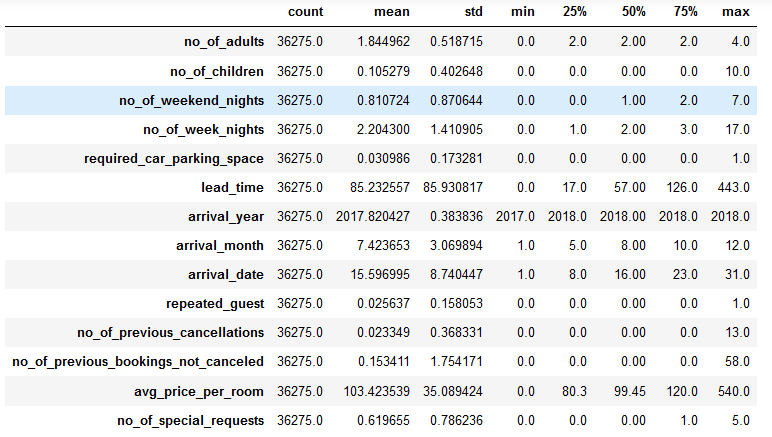 count mean std min 25% 50% 75% max
no_of_adults 36275.0 1.844962 0.518715 0.0 2.0 2.00 2.0 4.0
no_of_children 36275.0 0.105279 0.402648 0.0 0.0 0.00 0.0 10.0
no_of_weekend_nights 36275.0 0.810724 0.870644 0.0 0.0 1.00 2.0 7.0
no_of_week_nights 36275.0 2.204300 1.410905 0.0 1.0 2.00 3.0 17.0
required_car_parking_space 36275.0 0.030986 0.173281 0.0 0.0 0.00 0.0 1.0
lead_time 36275.0 85.232557 85.930817 0.0 17.0 57.00 126.0 443.0
arrival_year 36275.0 2017.820427 0.383836 2017.0 2018.0 2018.00 2018.0 2018.0
arrival_month 36275.0 7.423653 3.069894 1.0 5.0 8.00 10.0 12.0
arrival_date 36275.0 15.596995 8.740447 1.0 8.0 16.00 23.0 31.0
repeated_guest 36275.0 0.025637 0.158053 0.0 0.0 0.00 0.0 1.0
no_of_previous_cancellations 36275.0 0.023349 0.368331 0.0 0.0 0.00 0.0 13.0
no_of_previous_bookings_not_canceled 36275.0 0.153411 1.754171 0.0 0.0 0.00 0.0 58.0
avg_price_per_room 36275.0 103.423539 35.089424 0.0 80.3 99.45 120.0 540.0
no_of_special_requests 36275.0 0.619655 0.786236 0.0 0.0 0.00 1.0 5.0